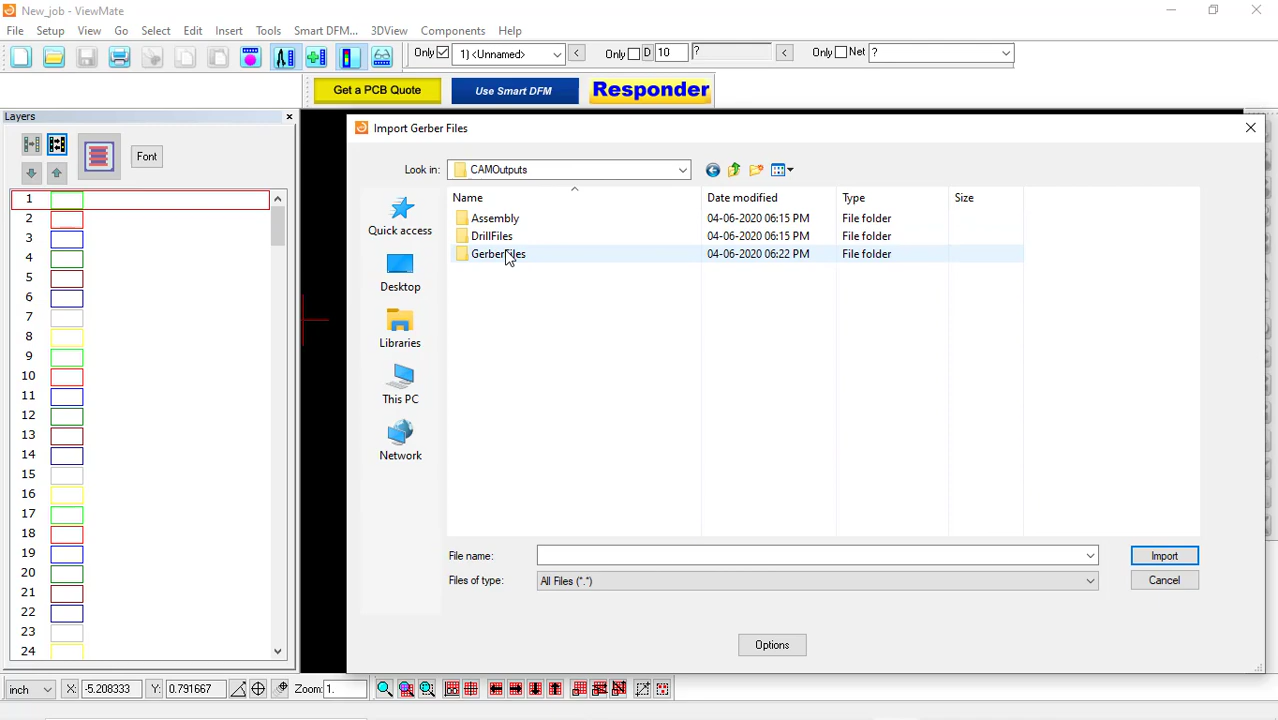 New_job - ViewMate
File Setup View Go Select Edit Insert Tools Smart DFM... 3DView Components Help
Only 1) <Unnamed> < Only D 10 ? < Only Net ?
Get a PCB Quote Use Smart DFM Responder
Layers
Font
1
2
3
4
5
6
7
8
9
10
11
12
13
14
15
16
17
18
19
20
21
22
23
24
Import Gerber Files
Look in: CAMOutputs
Name Date modified Type Size
Assembly 04-06-2020 06:15 PM File folder
DrillFiles 04-06-2020 06:15 PM File folder
GerberFiles 04-06-2020 06:22 PM File folder
Quick access
Desktop
Libraries
This PC
Network
File name: Import
Files of type: All Files (*.*) Cancel
Options
inch X: -5.208333 Y: 0.791667 Zoom: 1.